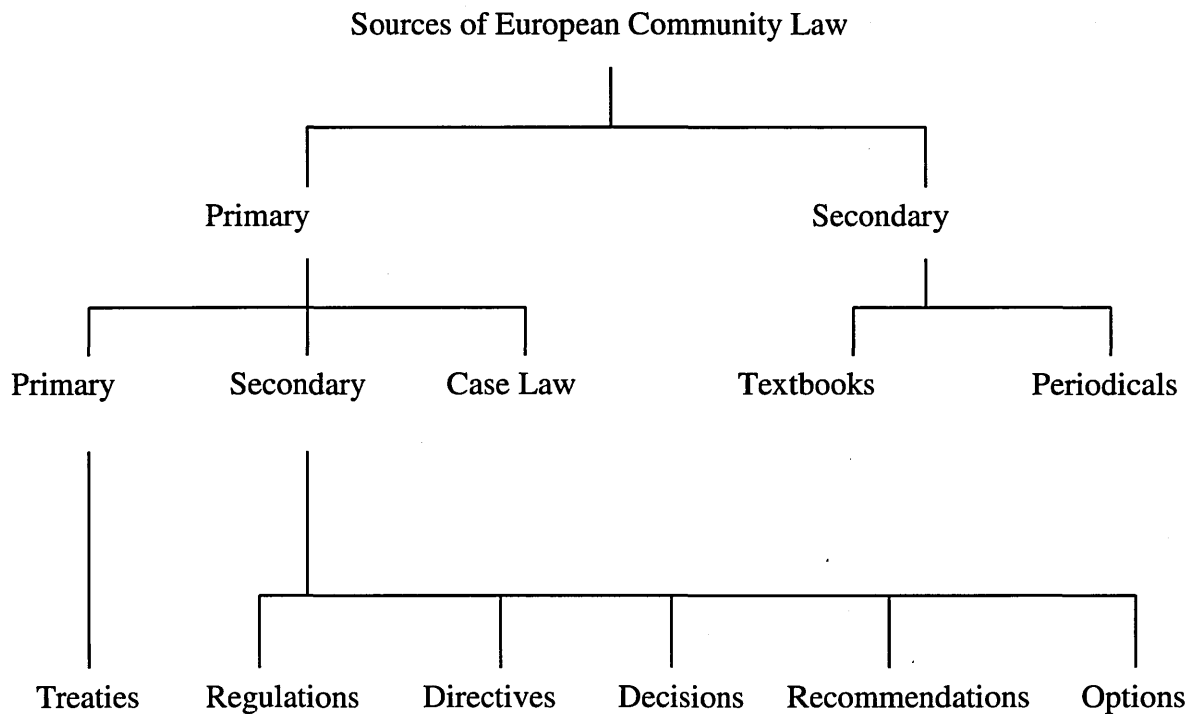 Sources of European Community Law
Primary Secondary
Primary Secondary Case Law Textbooks Periodicals
Treaties Regulations Directives Decisions Recommendations Options